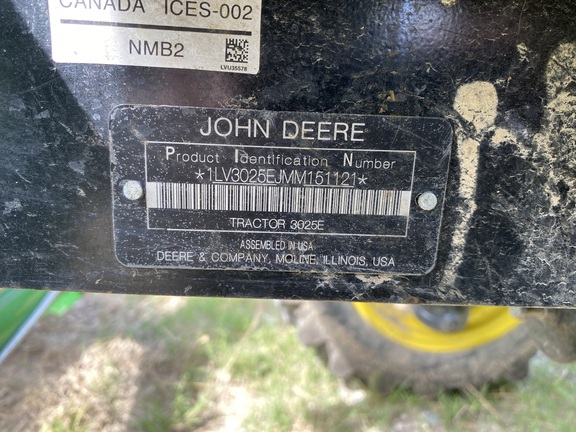 CANADA ICES-002
NMB2
LVU35578
JOHN DEERE
Product Identification Number
*1LV3025EJMM151121*
TRACTOR 3025E
ASSEMBLED IN USA
DEERE & COMPANY, MOLINE, ILLINOIS, USA